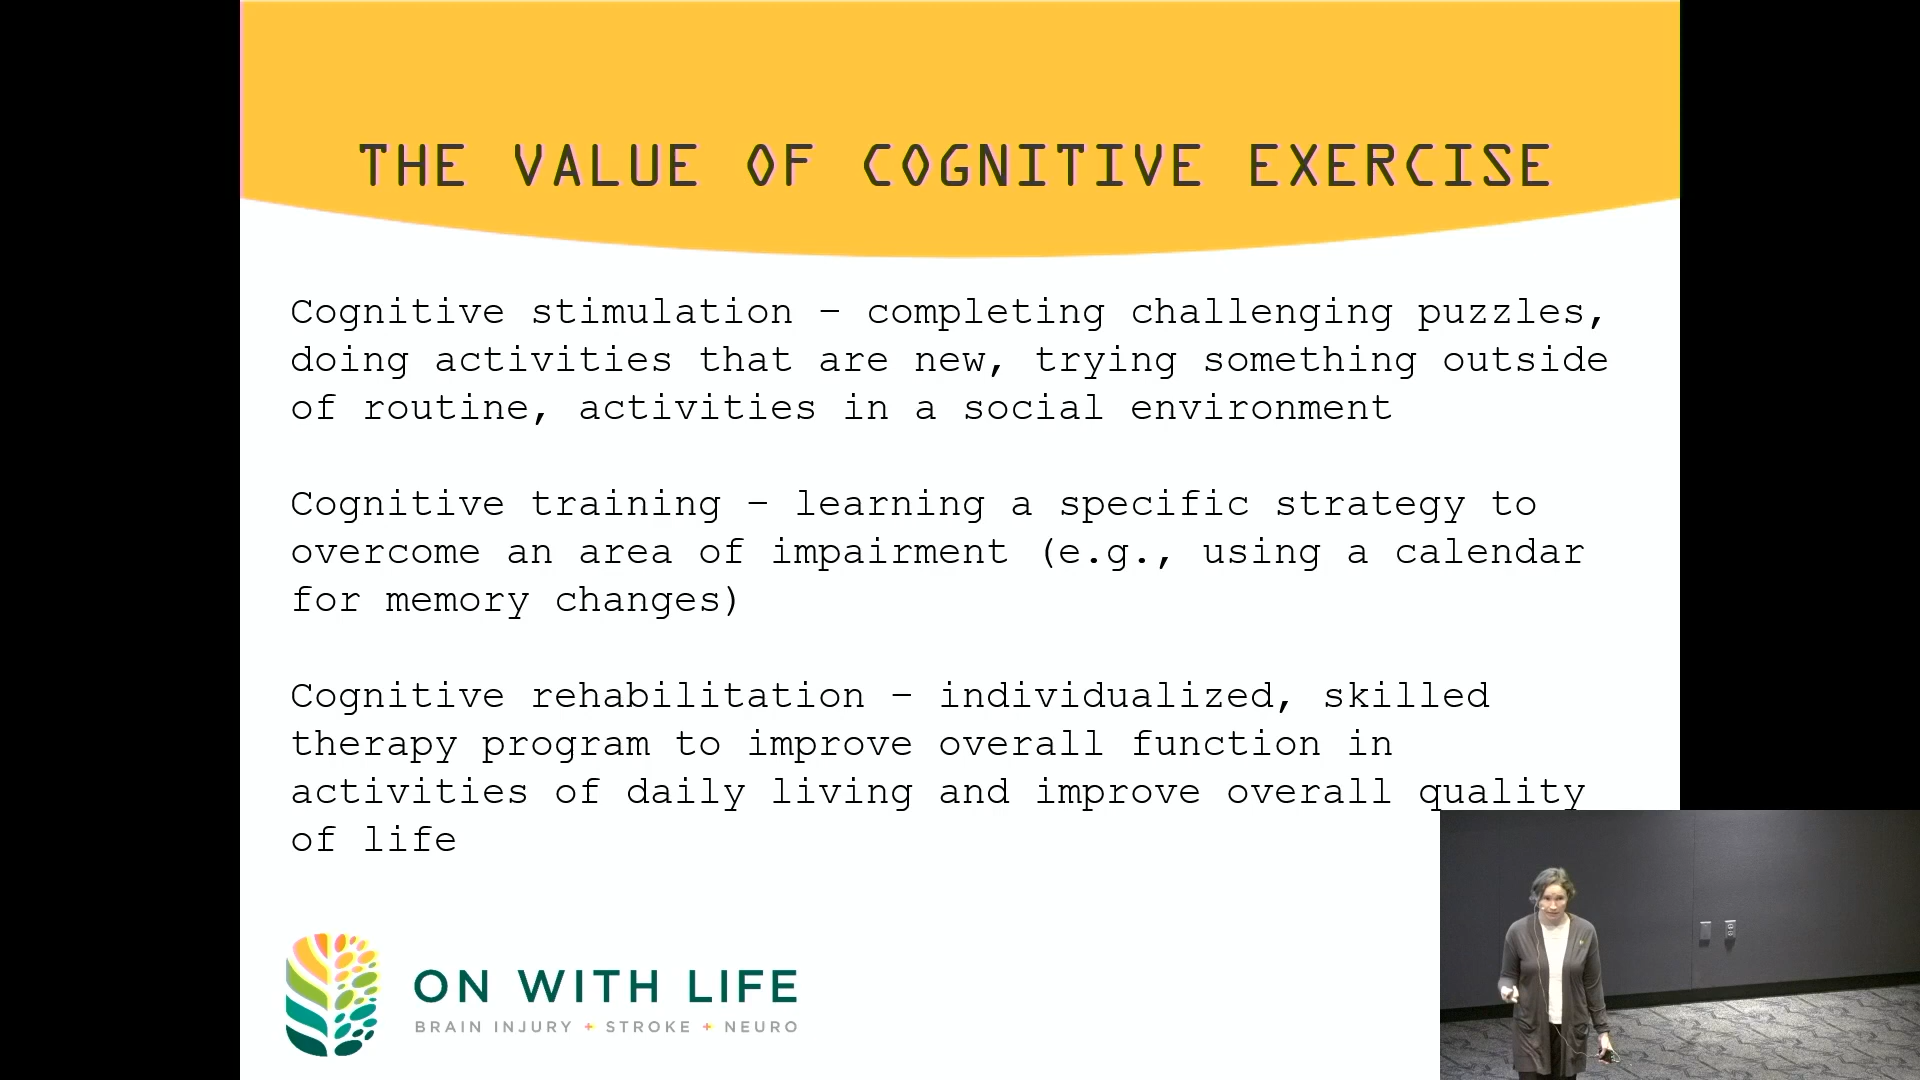 THE VALUE OF COGNITIVE EXERCISE
Cognitive stimulation – completing challenging puzzles,
doing activities that are new, trying something outside
of routine, activities in a social environment
Cognitive training – learning a specific strategy to
overcome an area of impairment (e.g., using a calendar
for memory changes)
Cognitive rehabilitation – individualized, skilled
therapy program to improve overall function in
activities of daily living and improve overall quality
of life
ON WITH LIFE
BRAIN INJURY + STROKE + NEURO